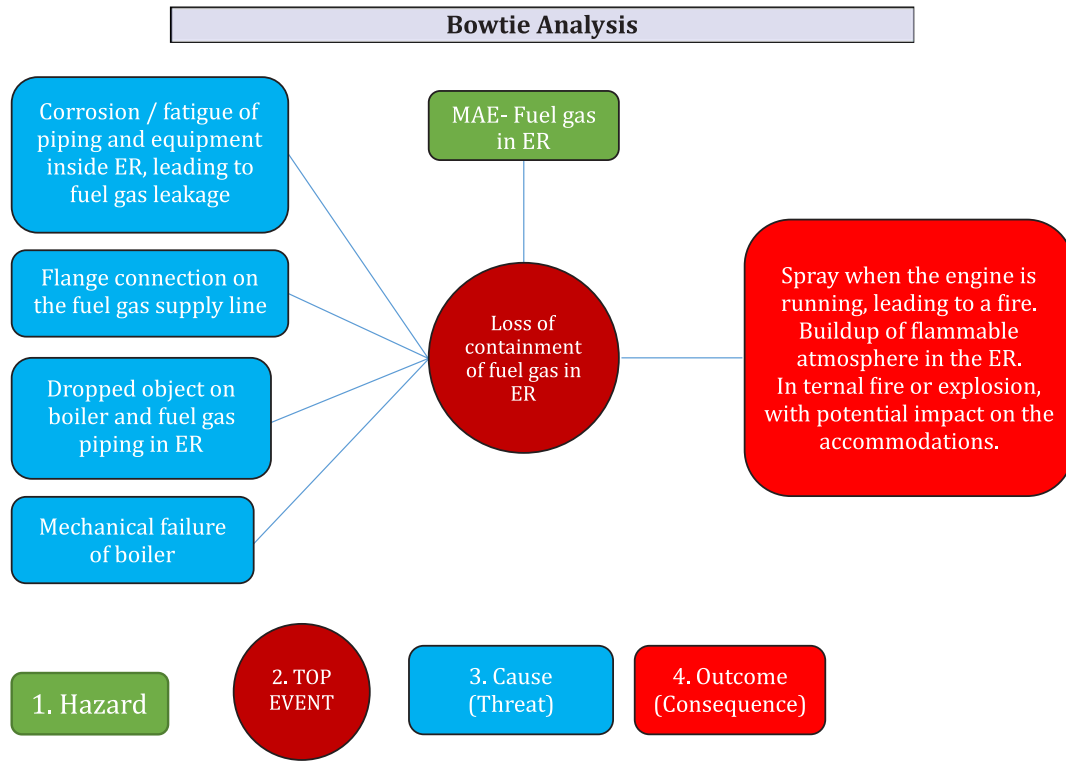 Bowtie Analysis
Corrosion / fatigue of
piping and equipment
inside ER, leading to
fuel gas leakage
Flange connection on
the fuel gas supply line
Dropped object on
boiler and fuel gas
piping in ER
Mechanical failure
of boiler
MAE- Fuel gas
in ER
Loss of
containment
of fuel gas in
ER
Spray when the engine is
running, leading to a fire.
Buildup of flammable
atmosphere in the ER.
In ternal fire or explosion,
with potential impact on the
accommodations.
1. Hazard
2. TOP
EVENT
3. Cause
(Threat)
4. Outcome
(Consequence)